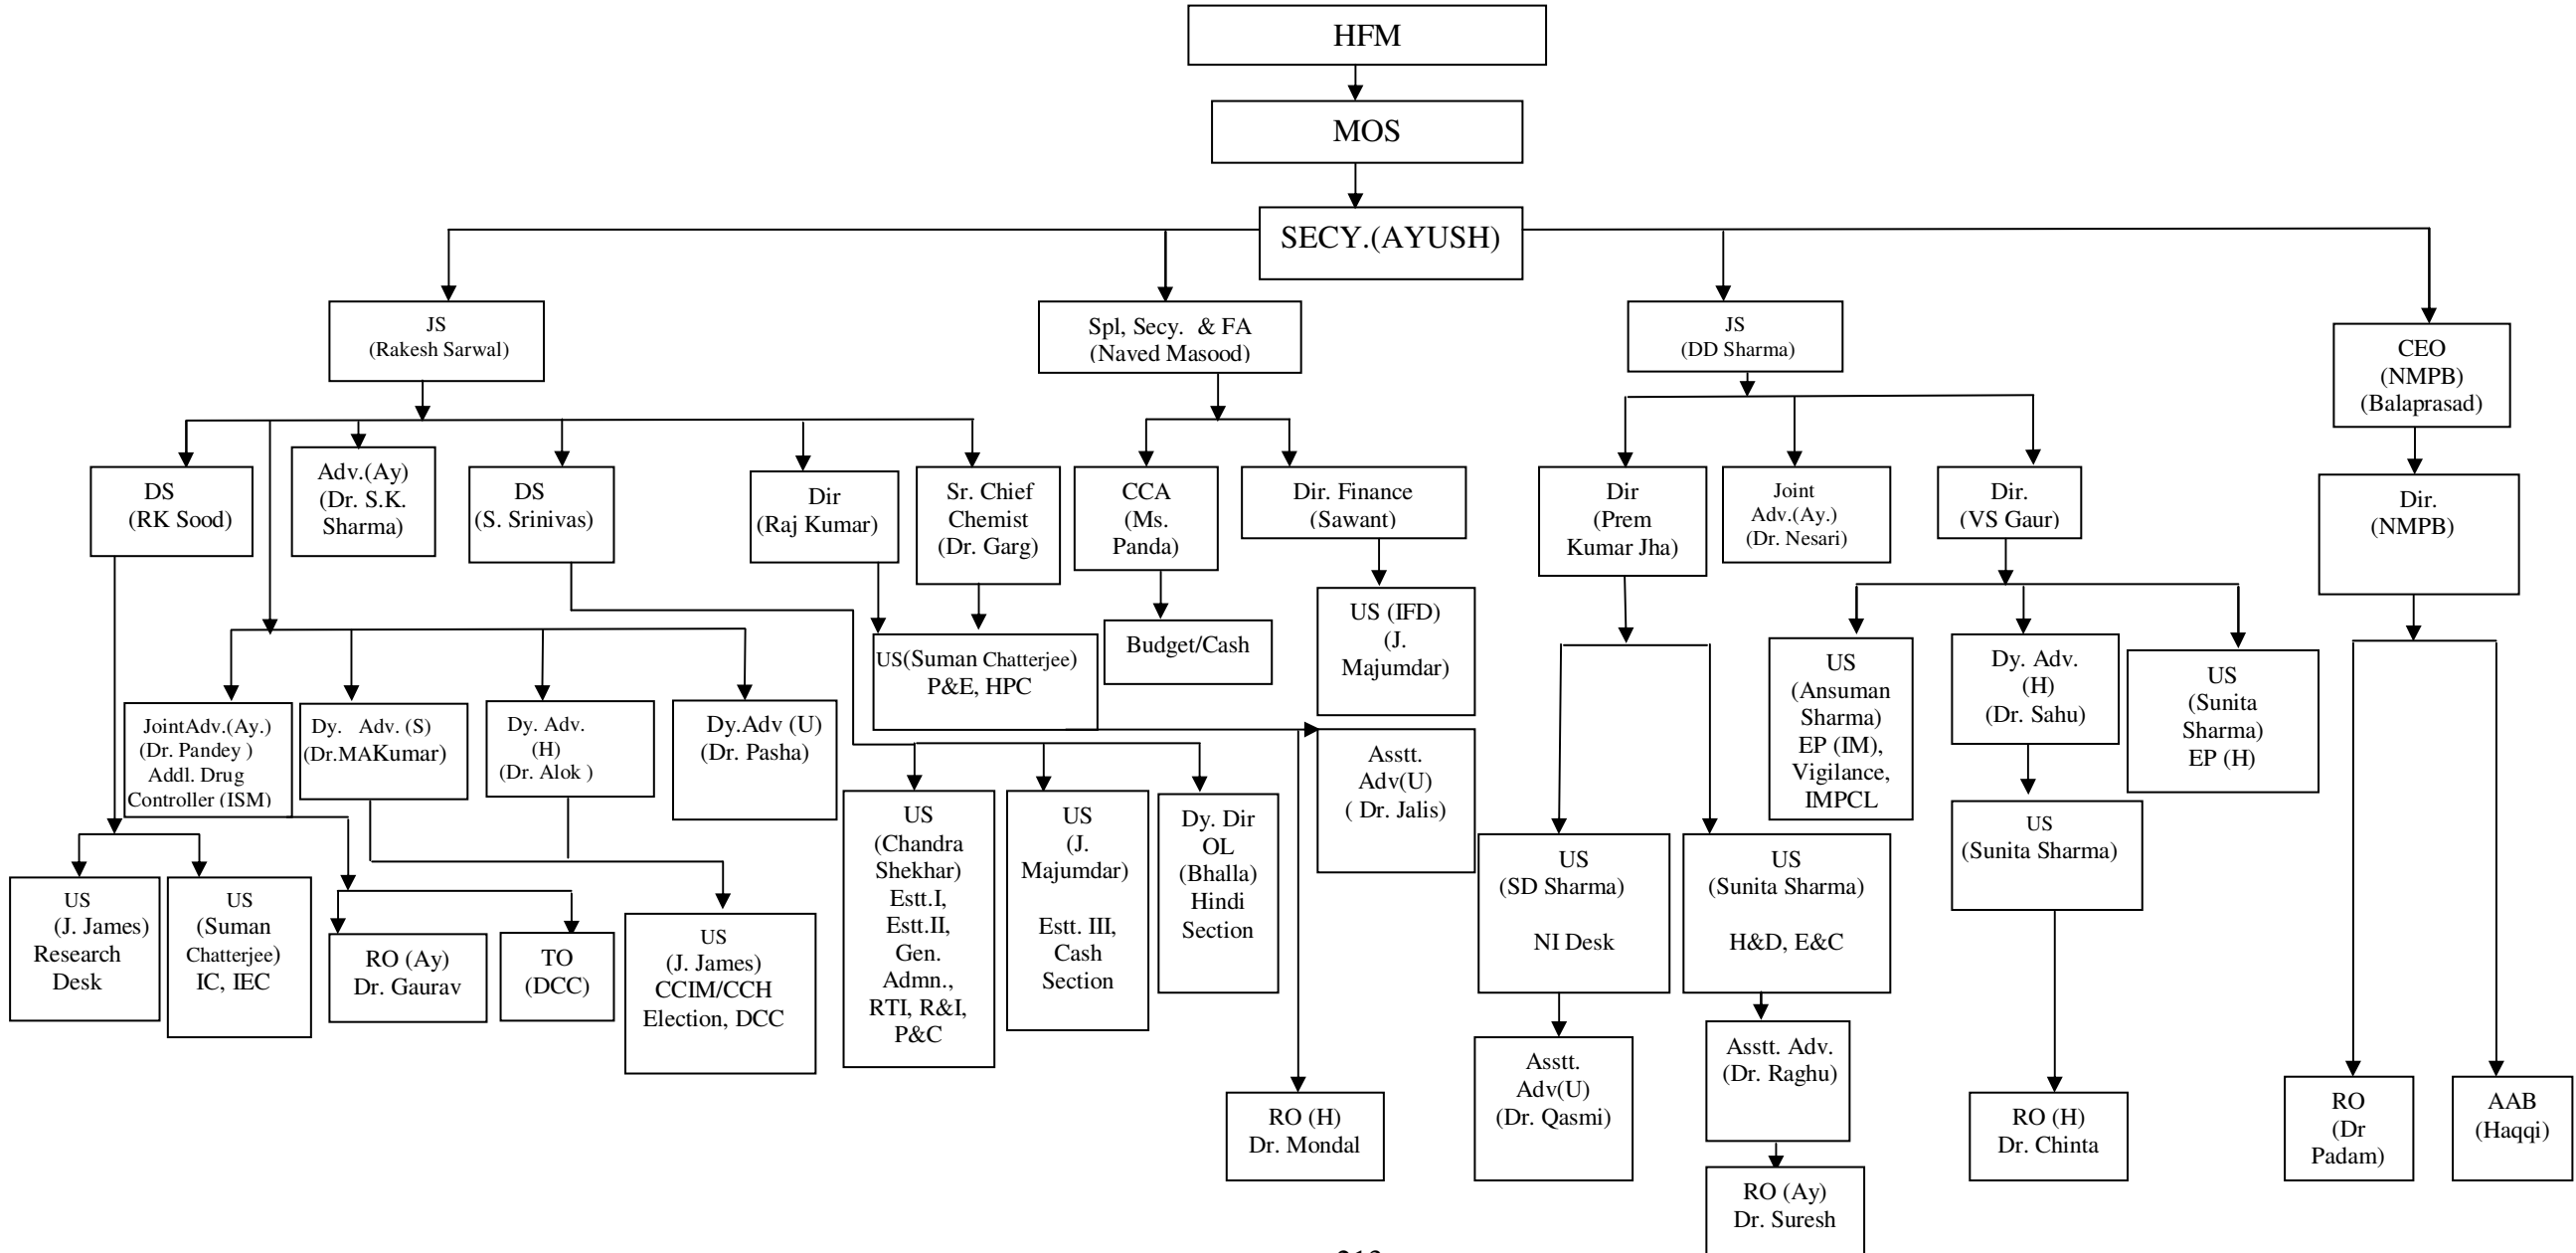 HFM
MOS
SECY.(AYUSH)
JS
(Rakesh Sarwal)
Spl, Secy. & FA
(Naved Masood)
JS
(DD Sharma)
CEO
(NMPB)
(Balaprasad)
DS
(RK Sood)
Adv.(Ay)
(Dr. S.K.
Sharma)
DS
(S. Srinivas)
Dir
(Raj Kumar)
Sr. Chief
Chemist
(Dr. Garg)
CCA
(Ms.
Panda)
Dir. Finance
(Sawant)
Dir
(Prem
Kumar Jha)
Joint
Adv.(Ay.)
(Dr. Nesari)
Dir.
(VS Gaur)
Dir.
(NMPB)
US (IFD)
(J.
Majumdar)
Budget/Cash
US(Suman Chatterjee)
P&E, HPC
US
(Ansuman
Sharma)
EP (IM),
Vigilance,
IMPCL
Dy. Adv.
(H)
(Dr. Sahu)
US
(Sunita
Sharma)
EP (H)
JointAdv.(Ay.)
(Dr. Pandey )
Addl. Drug
Controller (ISM)
Dy. Adv. (S)
(Dr.MAKumar)
Dy. Adv.
(H)
(Dr. Alok )
Dy.Adv (U)
(Dr. Pasha)
Asstt.
Adv(U)
( Dr. Jalis)
US
(Chandra
Shekhar)
Estt.I,
Estt.II,
Gen.
Admn.,
RTI, R&I,
P&C
US
(J.
Majumdar)
Estt. III,
Cash
Section
Dy. Dir
OL
(Bhalla)
Hindi
Section
US
(SD Sharma)
NI Desk
US
(Sunita Sharma)
H&D, E&C
US
(Sunita Sharma)
US
(J. James)
Research
Desk
US
(Suman
Chatterjee)
IC, IEC
RO (Ay)
Dr. Gaurav
TO
(DCC)
US
(J. James)
CCIM/CCH
Election, DCC
Asstt.
Adv(U)
(Dr. Qasmi)
Asstt. Adv.
(Dr. Raghu)
RO (H)
Dr. Mondal
RO (H)
Dr. Chinta
RO
(Dr
Padam)
AAB
(Haqqi)
RO (Ay)
Dr. Suresh